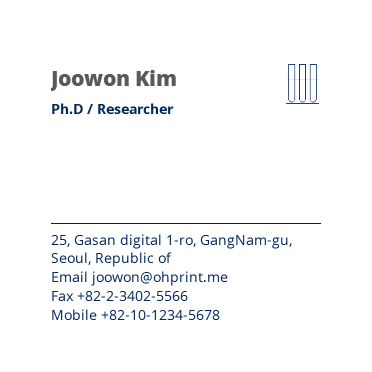 Joowon Kim
Ph.D / Researcher
25, Gasan digital 1-ro, GangNam-gu,
Seoul, Republic of
Email joowon@ohprint.me
Fax +82-2-3402-5566
Mobile +82-10-1234-5678